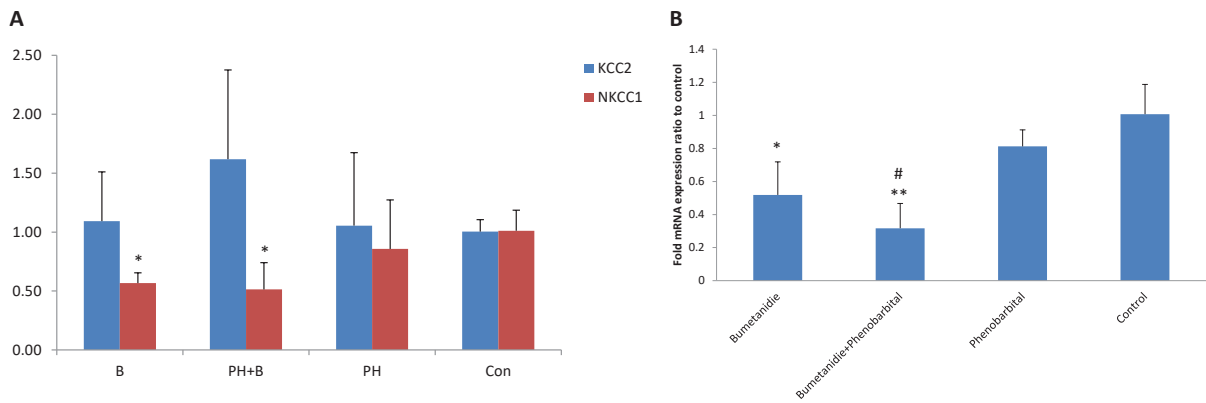 A
2.50
2.00
1.50
1.00
0.50
0.00
*
*
B
PH+B
PH
Con
KCC2
NKCC1
B
Fold mRNA expression ratio to control
1.4
1.2
1
0.8
0.6
0.4
0.2
0
*
#
**
Bumetanidie
Bumetanidie+Phenobarbital
Phenobarbital
Control